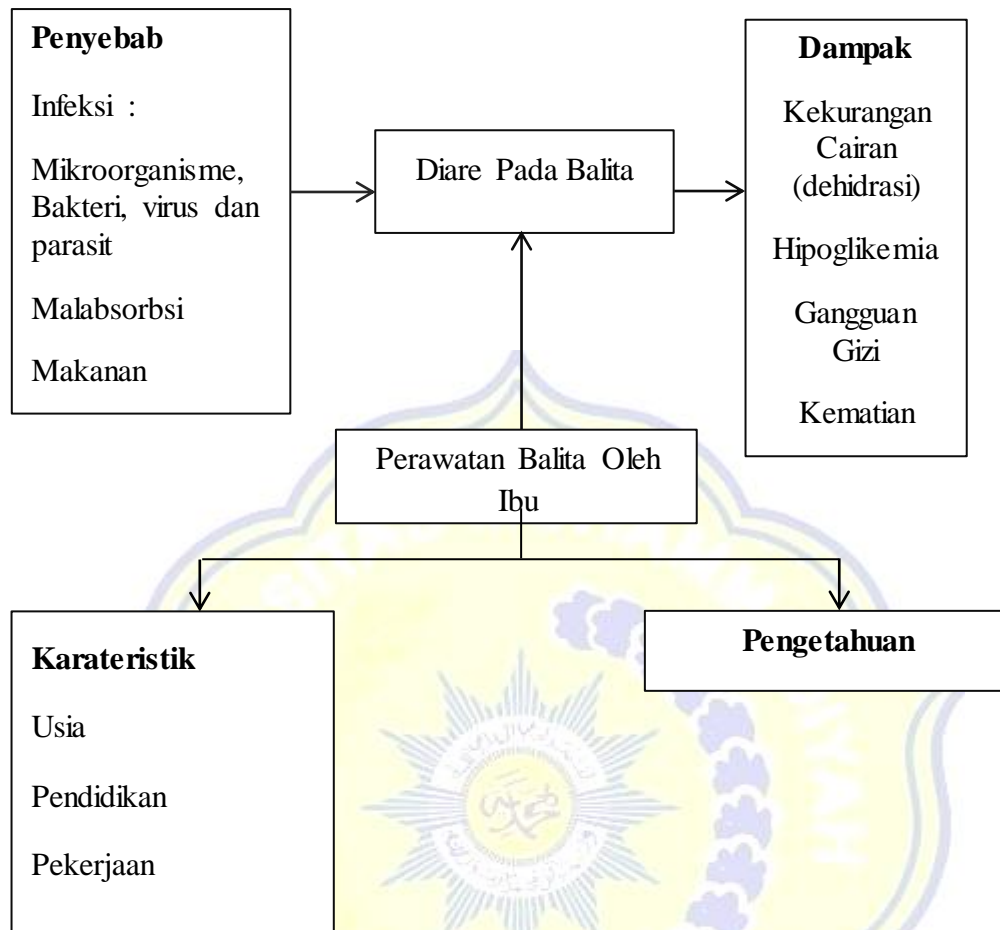 Penyebab
Infeksi :
Mikroorganisme,
Bakteri, virus dan
parasit
Malabsorbsi
Makanan
Diare Pada Balita
Dampak
Kekurangan
Cairan
(dehidrasi)
Hipoglikemia
Gangguan
Gizi
Kematian
Perawatan Balita Oleh
Ibu
Karateristik
Usia
Pendidikan
Pekerjaan
Pengetahuan